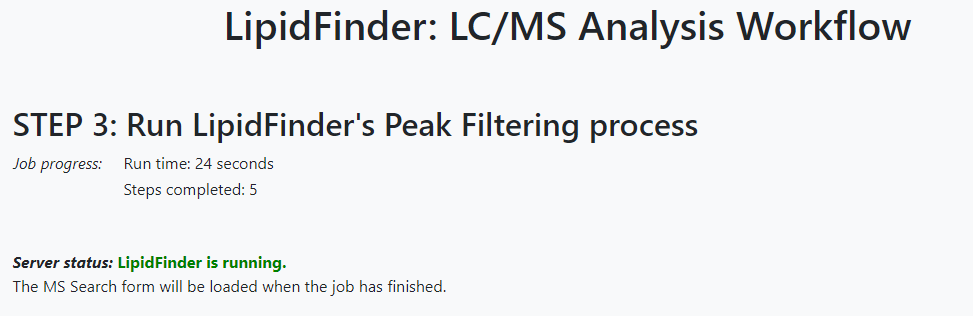 LipidFinder: LC/MS Analysis Workflow
STEP 3: Run LipidFinder's Peak Filtering process
Job progress: Run time: 24 seconds
Steps completed: 5
Server status: LipidFinder is running.
The MS Search form will be loaded when the job has finished.